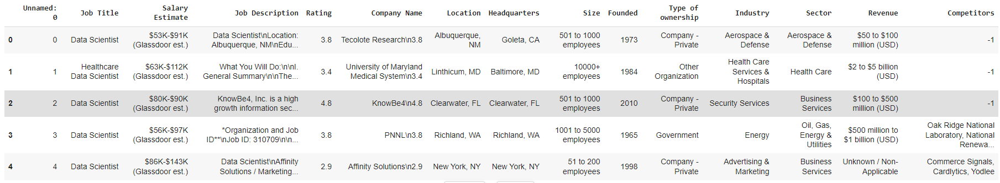 Unnamed: 0 Job Title Salary Estimate Job Description Rating Company Name Location Headquarters Size Founded Type of ownership Industry Sector Revenue Competitors
0 0 Data Scientist $53K-$91K (Glassdoor est.) Data Scientist\nLocation: Albuquerque, NM\nEdu... 3.8 Tecolote Research\n3.8 Albuquerque, NM Goleta, CA 501 to 1000 employees 1973 Company - Private Aerospace & Defense Aerospace & Defense $50 to $100 million (USD) -1
1 1 Healthcare Data Scientist $63K-$112K (Glassdoor est.) What You Will Do:\n\nI. General Summary\n\nThe... 3.4 University of Maryland Medical System\n3.4 Linthicum, MD Baltimore, MD 10000+ employees 1984 Other Organization Health Care Services & Hospitals Health Care $2 to $5 billion (USD) -1
2 2 Data Scientist $80K-$90K (Glassdoor est.) KnowBe4, Inc. is a high growth information sec... 4.8 KnowBe4\n4.8 Clearwater, FL Clearwater, FL 501 to 1000 employees 2010 Company - Private Security Services Business Services $100 to $500 million (USD) -1
3 3 Data Scientist $56K-$97K (Glassdoor est.) *Organization and Job ID**\nJob ID: 310709\n\n... 3.8 PNNL\n3.8 Richland, WA Richland, WA 1001 to 5000 employees 1965 Government Energy Oil, Gas, Energy & Utilities $500 million to $1 billion (USD) Oak Ridge National Laboratory, National Renewa...
4 4 Data Scientist $86K-$143K (Glassdoor est.) Data Scientist\nAffinity Solutions / Marketing... 2.9 Affinity Solutions\n2.9 New York, NY New York, NY 51 to 200 employees 1998 Company - Private Advertising & Marketing Business Services Unknown / Non-Applicable Commerce Signals, Cardlytics, Yodlee